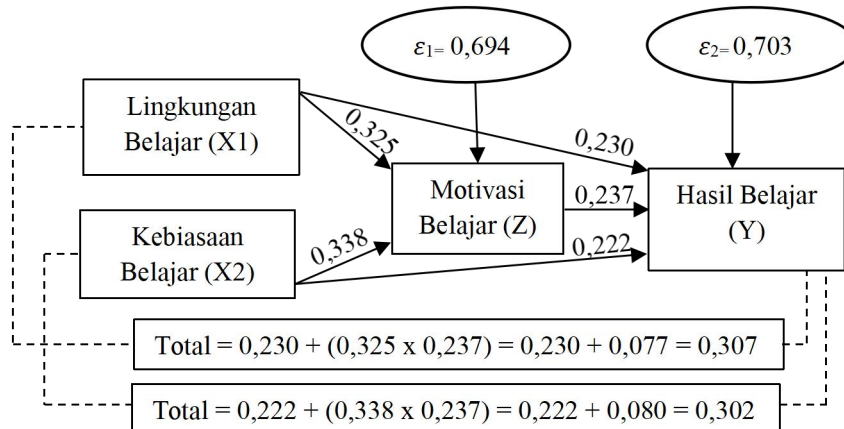 ε1= 0,694
ε2= 0,703
Lingkungan
Belajar (X1)
0,325
0,230
Motivasi
Belajar (Z)
0,237
Hasil Belajar
(Y)
Kebiasaan
Belajar (X2)
0,338
0,222
Total = 0,230 + (0,325 x 0,237) = 0,230 + 0,077 = 0,307
Total = 0,222 + (0,338 x 0,237) = 0,222 + 0,080 = 0,302